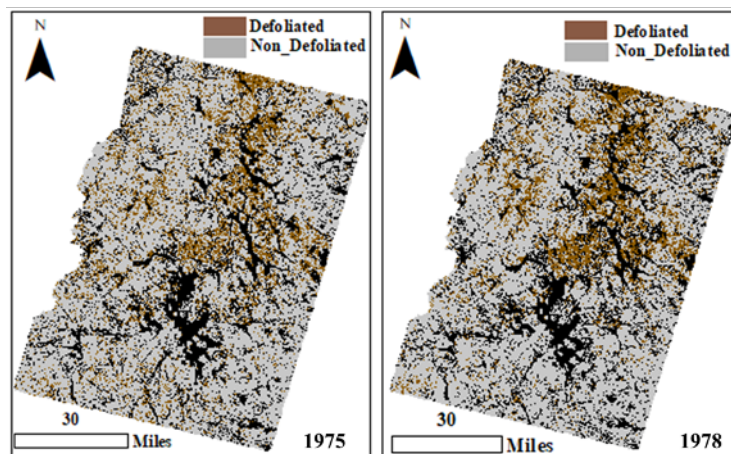 N
Defoliated
Non_Defoliated
30
Miles
1975
N
Defoliated
Non_Defoliated
30
Miles
1978